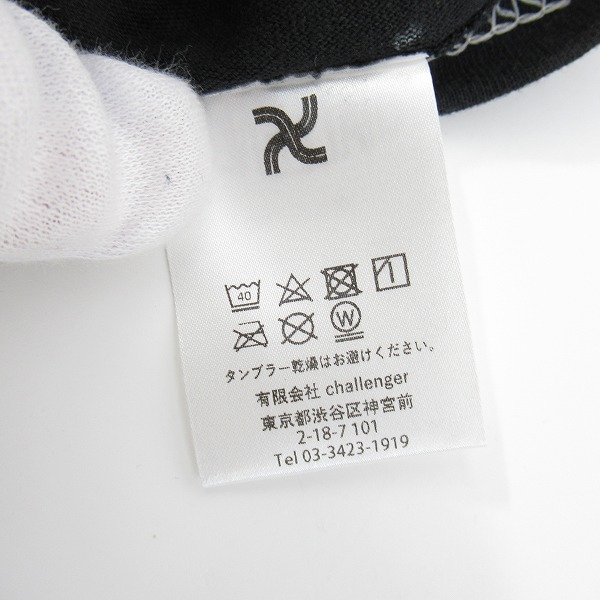 40
W
タンブラー乾燥はお避けください。
有限会社 challenger
東京都渋谷区神宮前
2-18-7 101
Tel 03-3423-1919